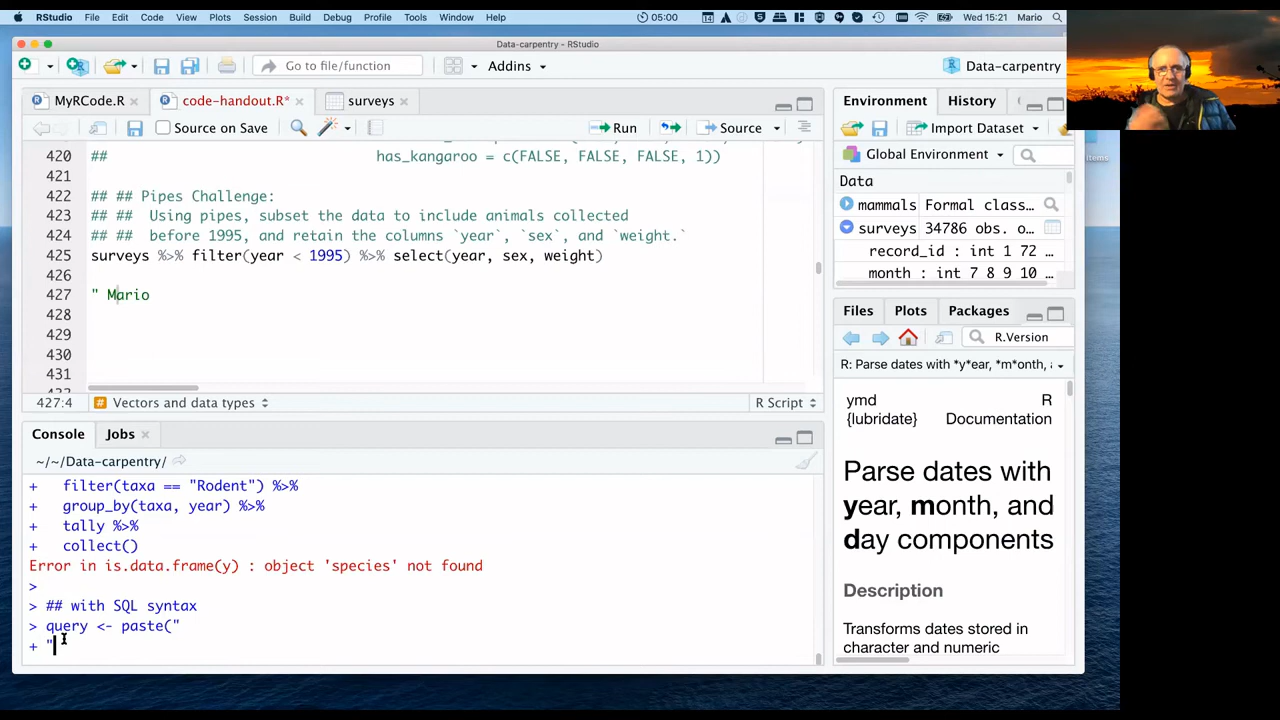 RStudio File Edit Code View Plots Session Build Debug Profile Tools Window Help 05:00 Wed 15:21 Mario
Data-carpentry - RStudio
Go to file/function Addins Data-carpentry
MyRCode.R code-handout.R* surveys
Source on Save Run Source
420 ## has_kangaroo = c(FALSE, FALSE, FALSE, 1))
421
422 ## ## Pipes Challenge:
423 ## ##  Using pipes, subset the data to include animals collected
424 ## ##  before 1995, and retain the columns `year`, `sex`, and `weight.`
425 surveys %>% filter(year < 1995) %>% select(year, sex, weight)
426
427 " Mario
428
429
430
431
427:4 Vectors and data types R Script
Console Jobs
~/~/Data-carpentry/
+   filter(taxa == "Rodent") %>%
+   group_by(taxa, year) %>%
+   tally %>%
+   collect()
Error in is.data.frame(y) : object 'species' not found
>
> ## with SQL syntax
> query <- paste("
+ "
Environment History
Import Dataset
Global Environment
Data
mammals Formal class…
surveys 34786 obs. o…
record_id : int 1 72 …
month : int 7 8 9 10 …
Files Plots Packages
R.Version
R: Parse dates with *y*ear, *m*onth,
ymd R
{lubridate} Documentation
Parse dates with
year, month, and
day components
Description
Transforms dates stored in
character and numeric
items